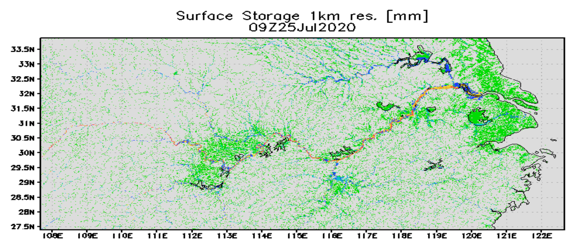 Surface Storage 1km res. [mm]
09Z25Jul2020
33.5N
33N
32.5N
32N
31.5N
31N
30.5N
30N
29.5N
29N
28.5N
28N
27.5N
108E 109E 110E 111E 112E 113E 114E 115E 116E 117E 118E 119E 120E 121E 122E